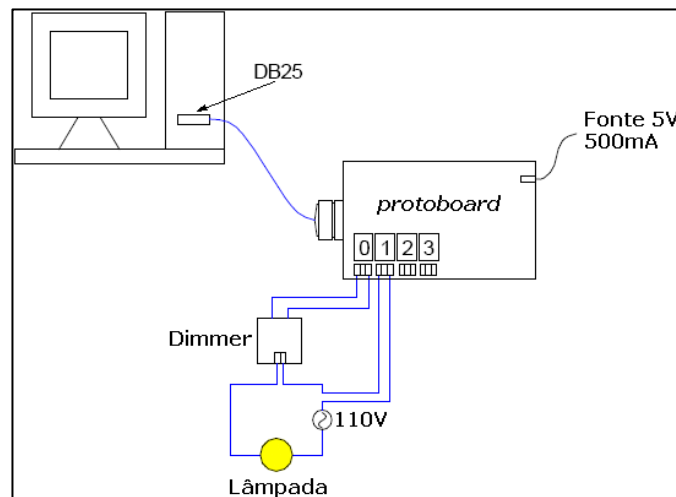 DB25
Fonte 5V
500mA
protoboard
0 1 2 3
Dimmer
110V
Lâmpada